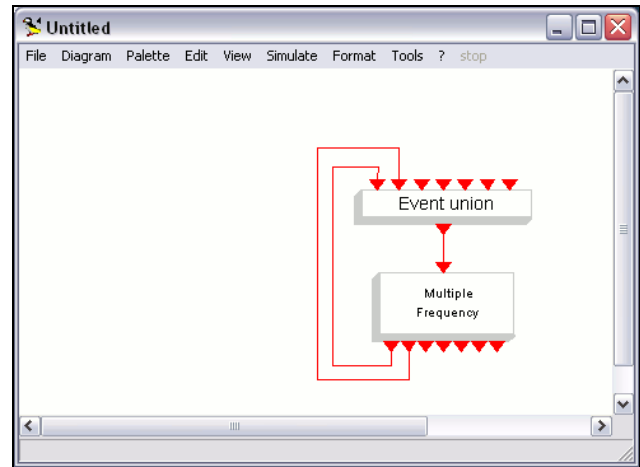 Untitled
File Diagram Palette Edit View Simulate Format Tools ? stop
Event union
Multiple
Frequency